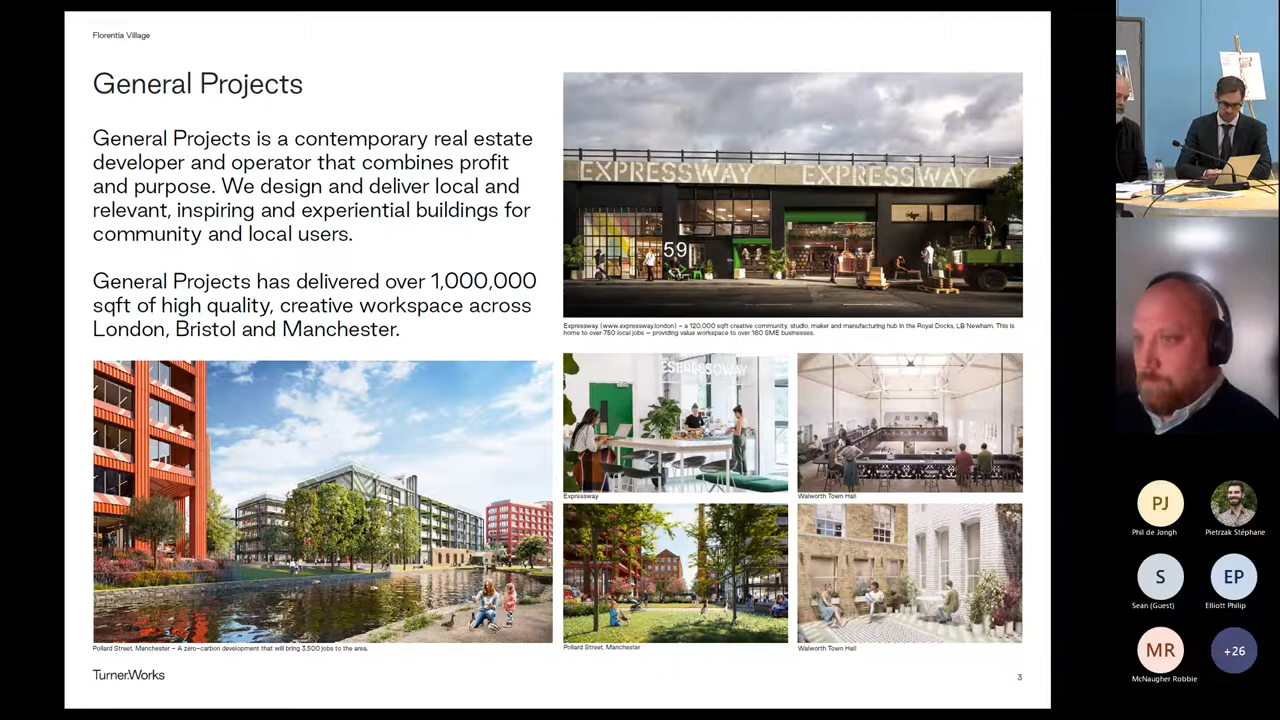 Florentia Village
General Projects
General Projects is a contemporary real estate
developer and operator that combines profit
and purpose. We design and deliver local and
relevant, inspiring and experiential buildings for
community and local users.
General Projects has delivered over 1,000,000
sqft of high quality, creative workspace across
London, Bristol and Manchester.
EXPRESSWAY EXPRESSWAY
59
Expressway (www.expressway.london) – a 120,000 sqft creative community, studio, maker and manufacturing hub in the Royal Docks, LB Newham. This is
home to over 750 local jobs – providing value workspace to over 160 SME businesses.
Expressway
Walworth Town Hall
Pollard Street, Manchester – A zero-carbon development that will bring 3,500 jobs to the area.
Pollard Street, Manchester
Walworth Town Hall
Turner.Works
3
PJ
Phil de Jongh
Pietrzak Stéphane
S
Sean (Guest)
EP
Elliott Philip
MR
McNaugher Robbie
+26